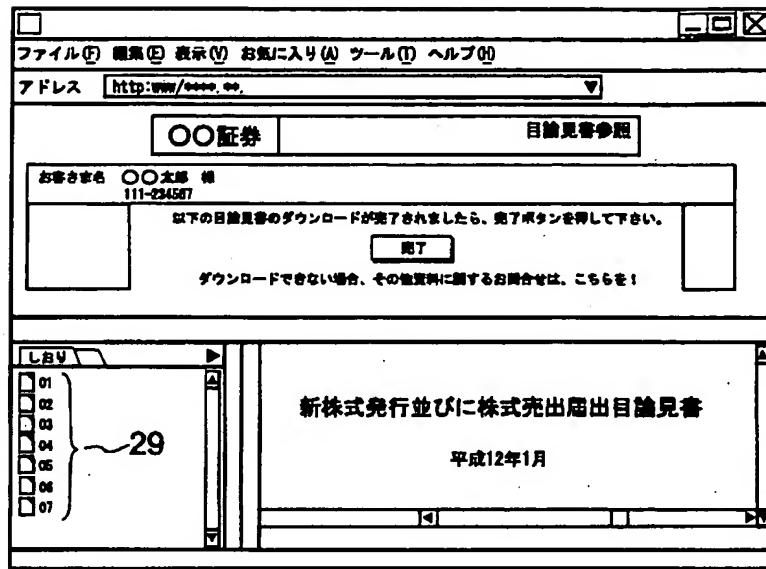 ファイル(F) 編集(E) 表示(V) お気に入り(A) ツール(T) ヘルプ(H)
アドレス http:www/****.**.
〇〇証券 目論見書参照
お客さま名 〇〇太郎 様
111-234567
以下の目論見書のダウンロードが完了されましたら、完了ボタンを押して下さい。
完了
ダウンロードできない場合、その他資料に関するお問合せは、こちらを!
しおり
01
02
03
04
05
06
07
29
新株式発行並びに株式売出届出目論見書
平成12年1月